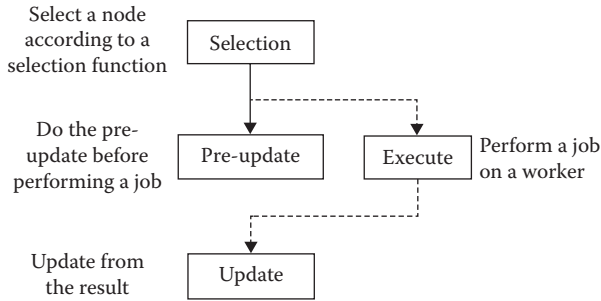 Select a node
according to a
selection function
Selection
Do the pre-
update before
performing a job
Pre-update
Execute
Perform a job
on a worker
Update from
the result
Update